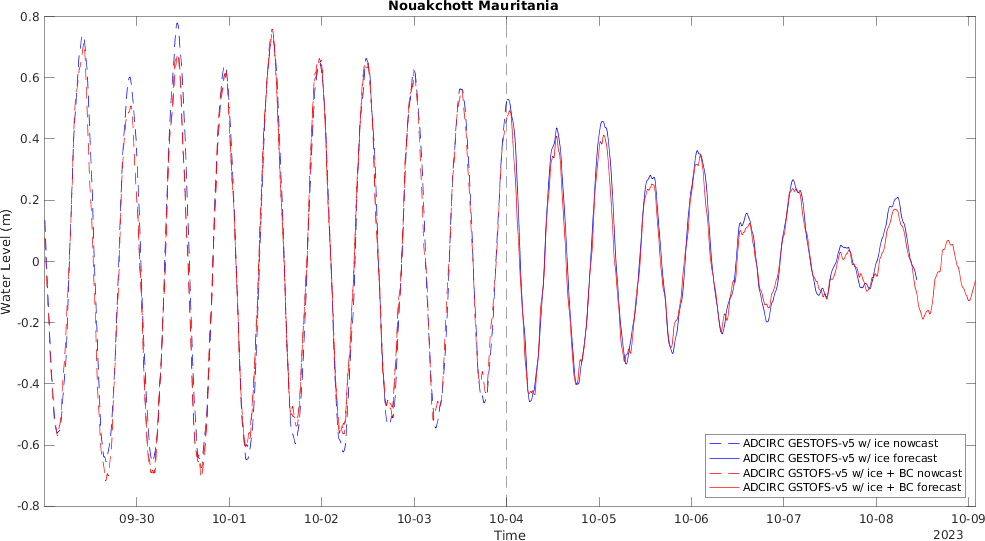 Nouakchott Mauritania
0.8
0.6
0.4
0.2
0
-0.2
-0.4
-0.6
-0.8
Water Level (m)
ADCIRC GESTOFS-v5 w/ ice nowcast
ADCIRC GESTOFS-v5 w/ ice forecast
ADCIRC GSTOFS-v5 w/ ice + BC nowcast
ADCIRC GSTOFS-v5 w/ ice + BC forecast
09-30 10-01 10-02 10-03 10-04 10-05 10-06 10-07 10-08 10-09
Time
2023